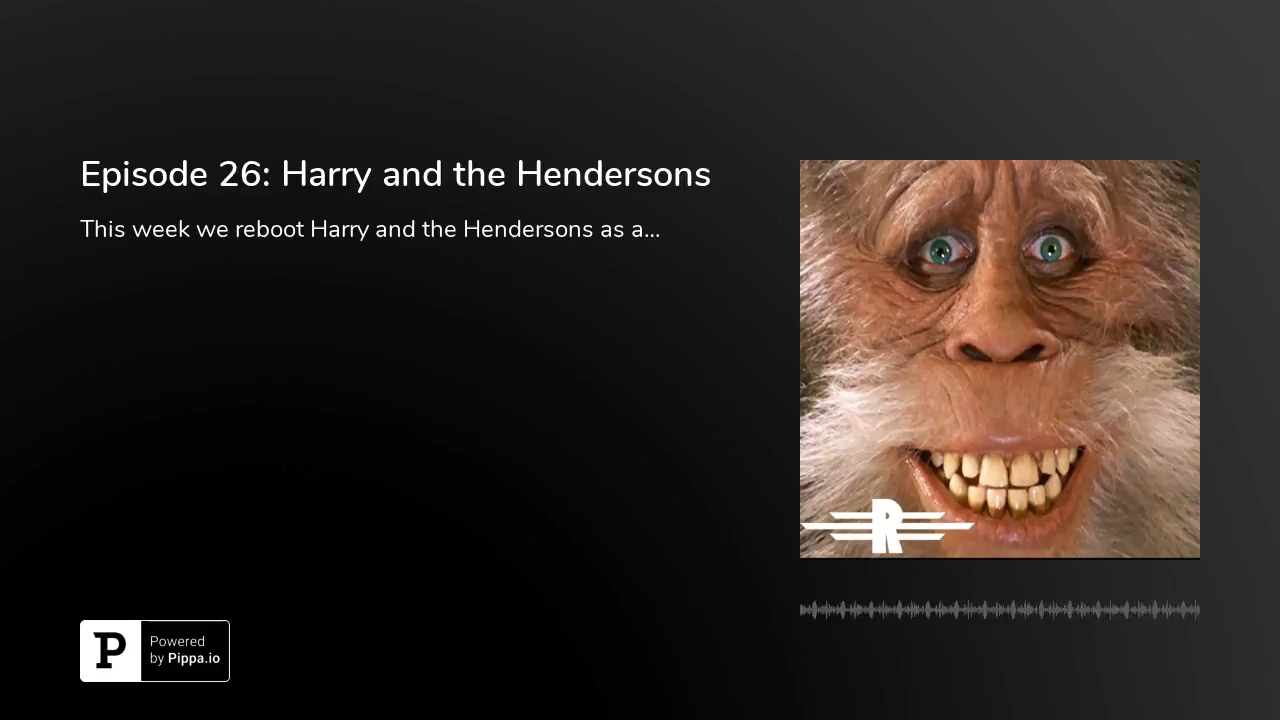 Episode 26: Harry and the Hendersons
This week we reboot Harry and the Hendersons as a...
R
P
Powered
by Pippa.io